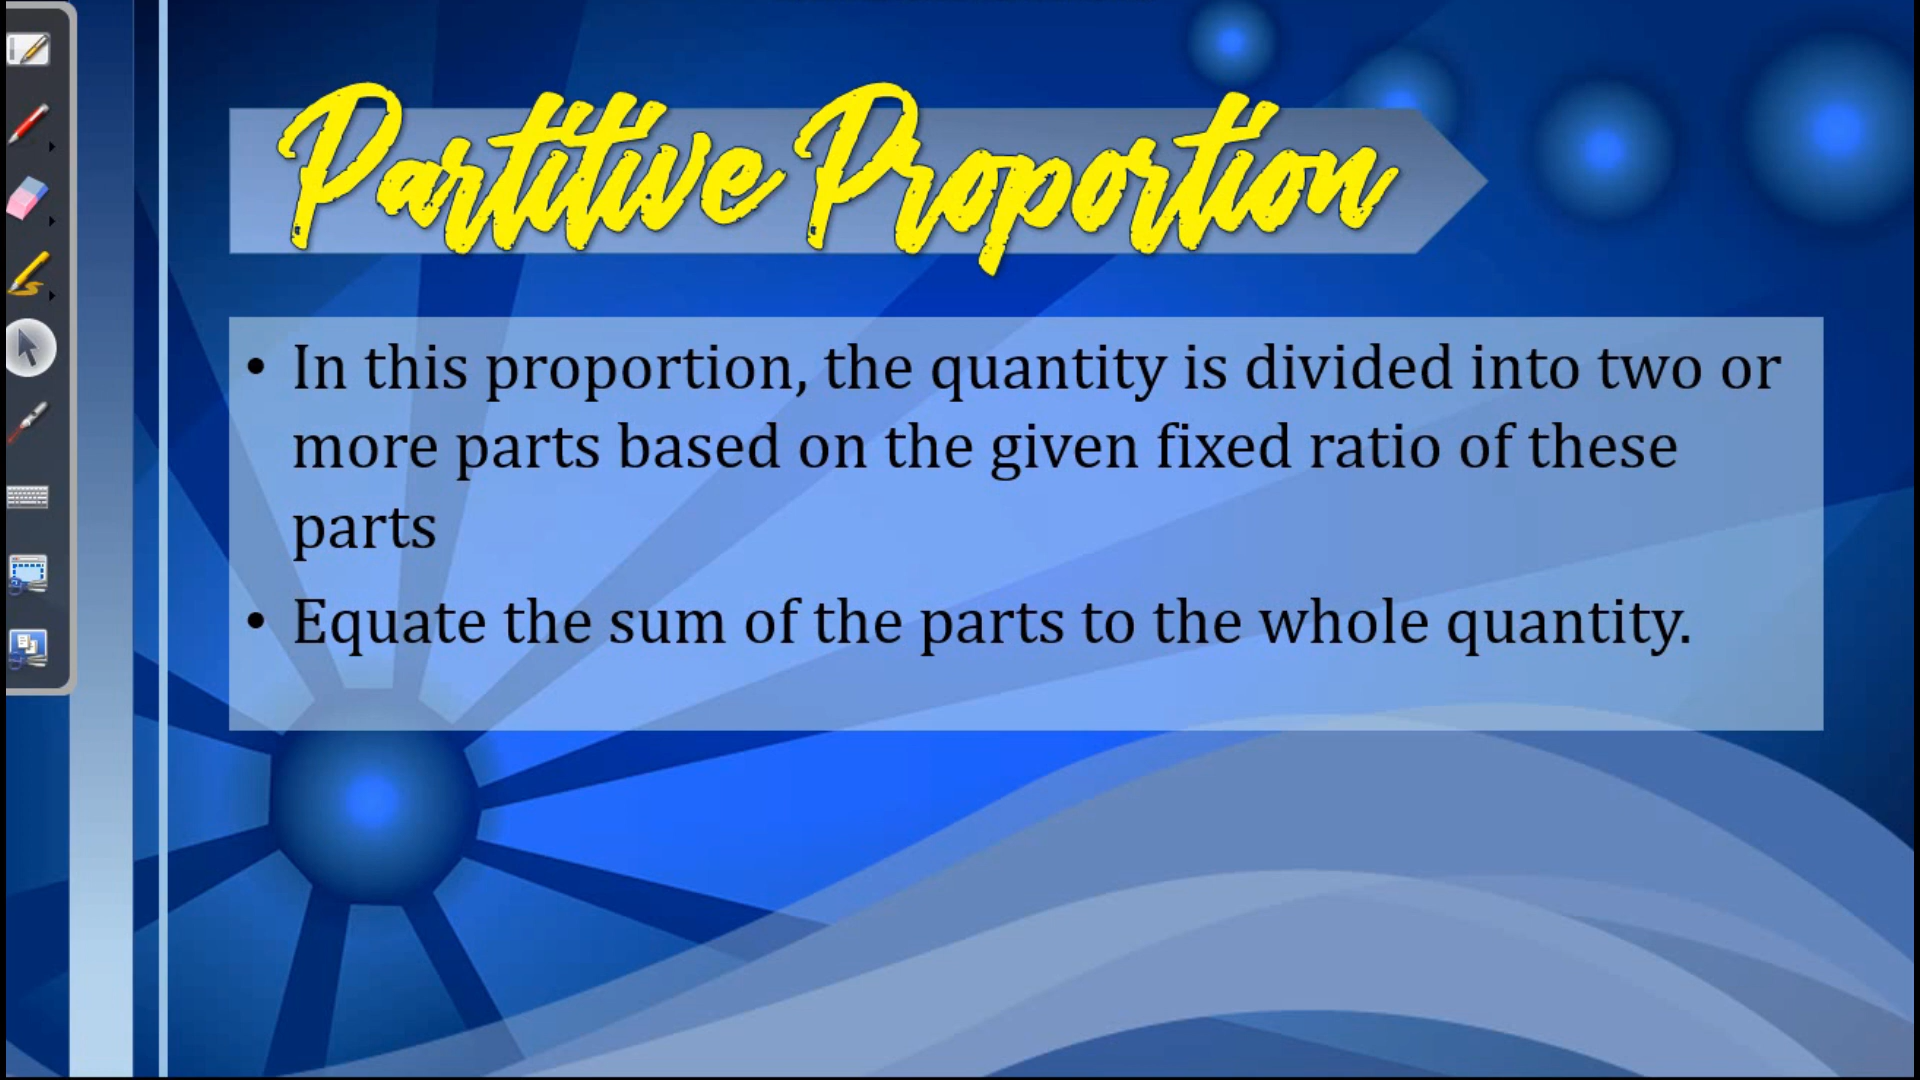 Partitive Proportion
• In this proportion, the quantity is divided into two or
more parts based on the given fixed ratio of these
parts
• Equate the sum of the parts to the whole quantity.